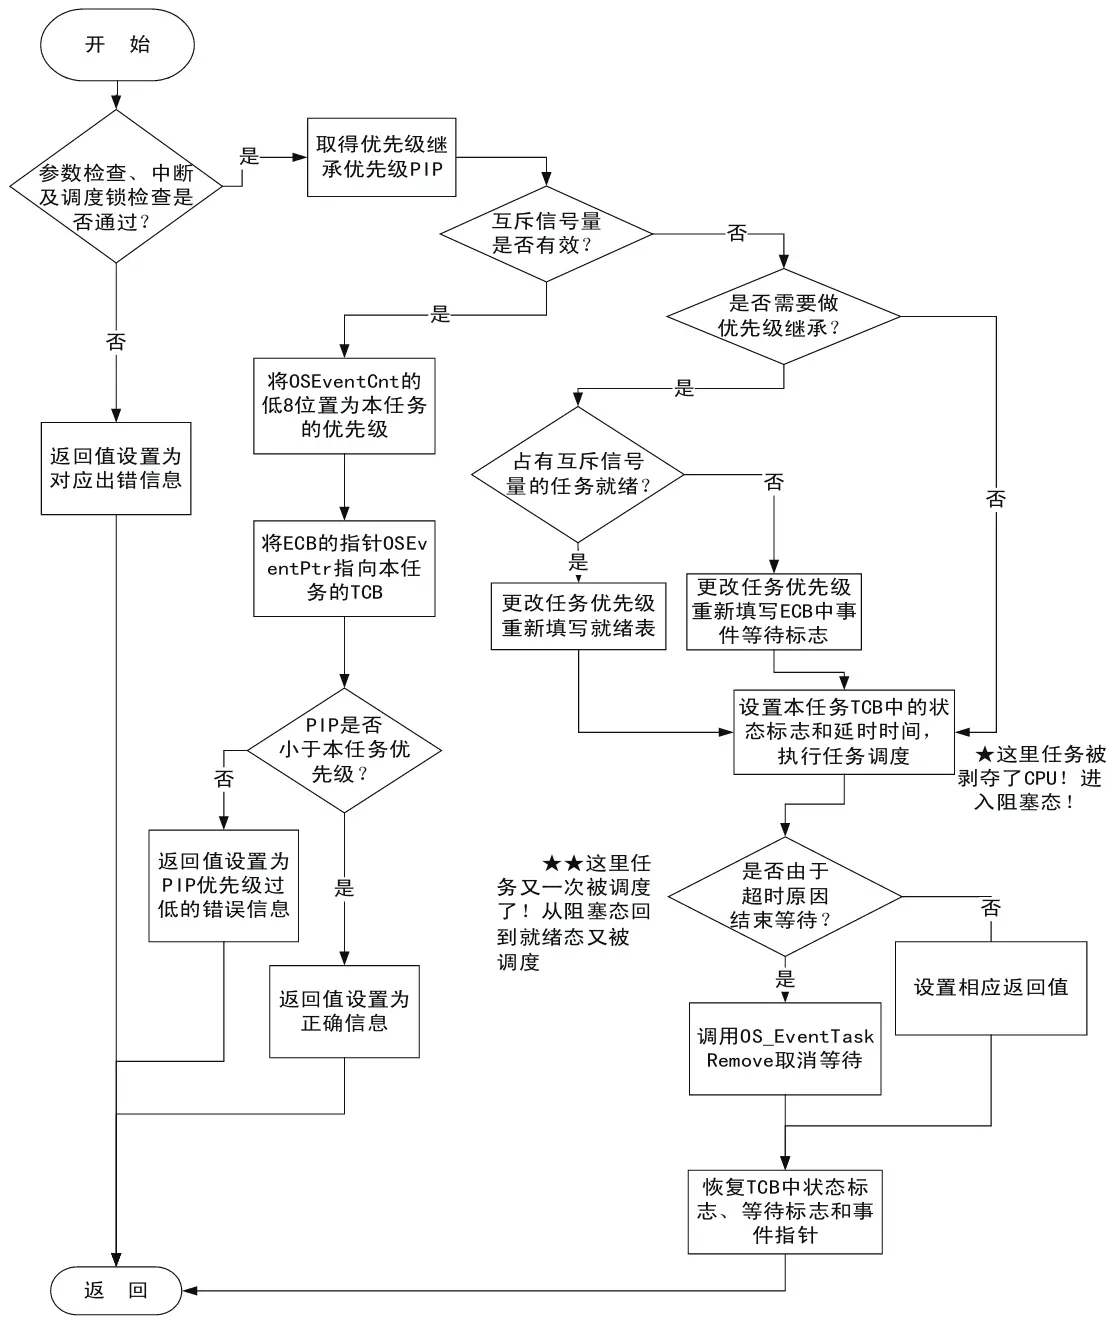 开 始
参数检查、中断
及调度锁检查是
否通过？
是
取得优先级继
承优先级PIP
互斥信号量
是否有效？
否
是否需要做
优先级继承？
是
否
将OSEventCnt的
低8位置为本任务
的优先级
是
占有互斥信号
量的任务就绪？
否
否
返回值设置为
对应出错信息
将ECB的指针OSEv
entPtr指向本任
务的TCB
是
更改任务优先级
重新填写就绪表
更改任务优先级
重新填写ECB中事
件等待标志
设置本任务TCB中的状
态标志和延时时间，
执行任务调度
★这里任务被
剥夺了CPU！进
入阻塞态！
PIP是否
小于本任务优
先级？
否
返回值设置为
PIP优先级过
低的错误信息
是
★★这里任
务又一次被调度
了！从阻塞态回
到就绪态又被
调度
是否由于
超时原因
结束等待？
否
是
设置相应返回值
返回值设置为
正确信息
调用OS_EventTask
Remove取消等待
恢复TCB中状态标
志、等待标志和事
件指针
返 回